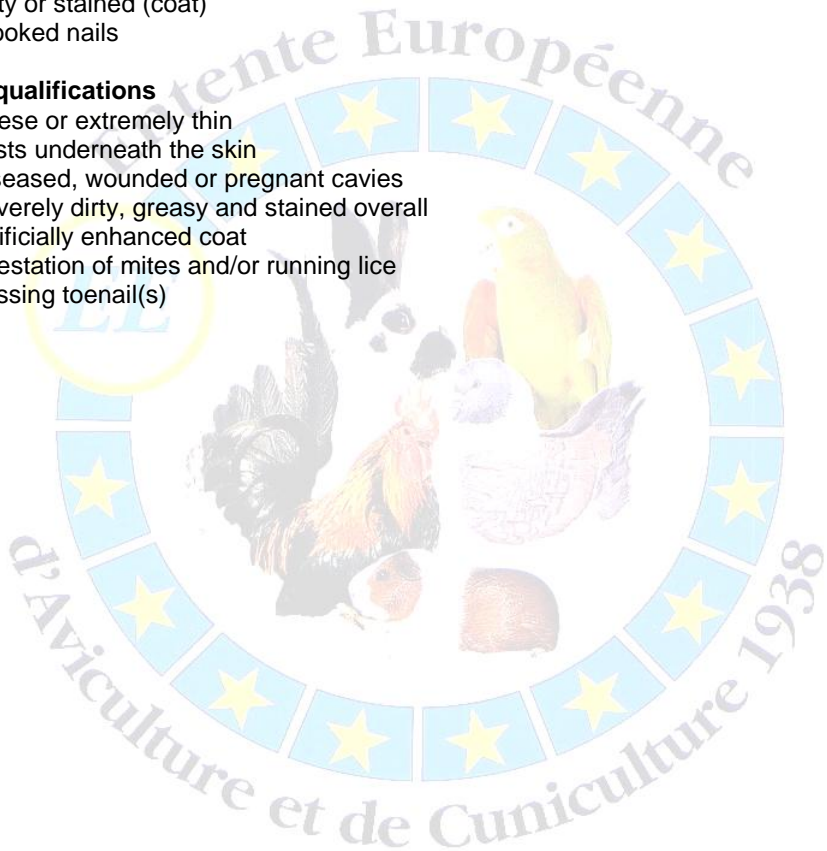 ty or stained (coat)
ooked nails
qualifications
ese or extremely thin
sts underneath the skin
seased, wounded or pregnant cavies
verely dirty, greasy and stained overall
ificially enhanced coat
estation of mites and/or running lice
ssing toenail(s)
Entente Européenne
EE
d'Aviculture et de Cuniculture 1938